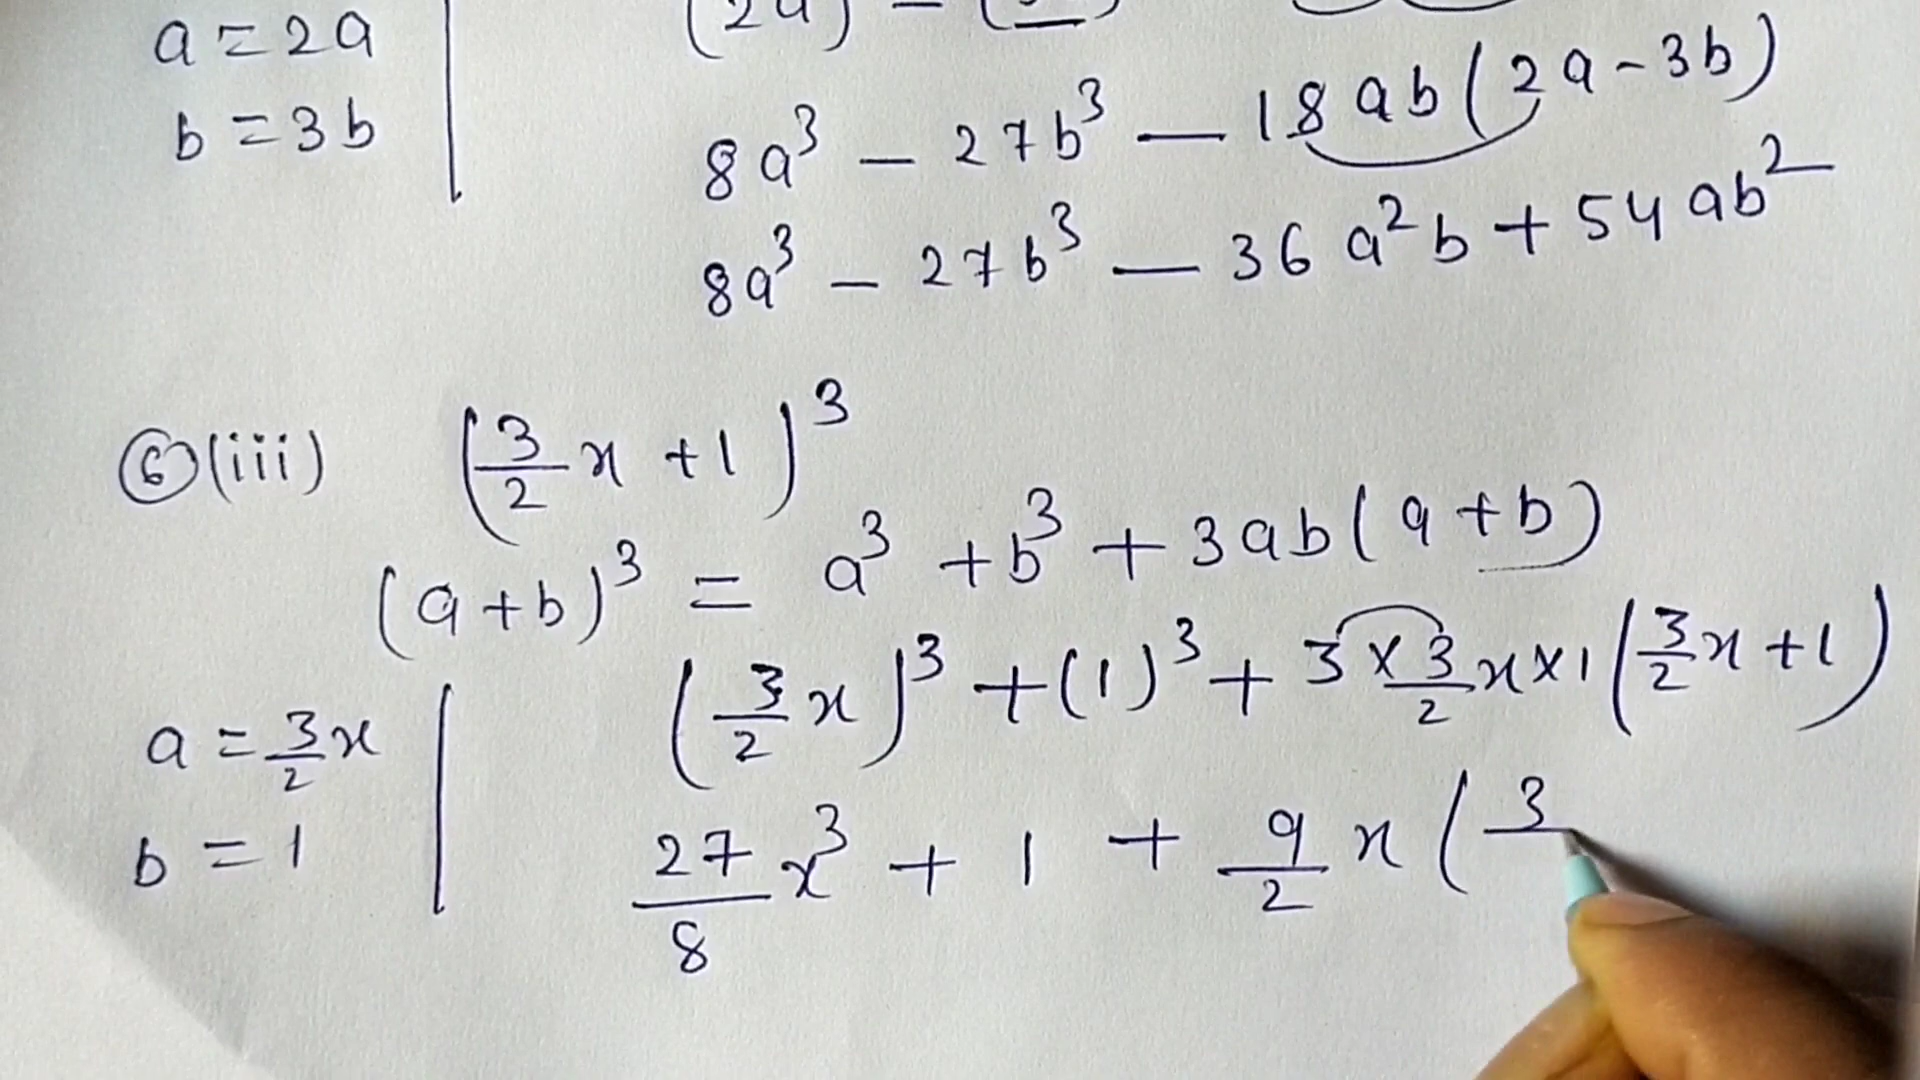 a = 2a
b = 3b
(2a) - (
8a³ - 27b³ - 18ab(2a - 3b)
8a³ - 27b³ - 36a²b + 54ab²
⑥(iii) (3/2 x + 1)³
(a + b)³ = a³ + b³ + 3ab(a + b)
a = 3/2 x
b = 1
(3/2 x)³ + (1)³ + 3 × 3/2 x × 1 (3/2 x + 1)
27/8 x³ + 1 + 9/2 x (3